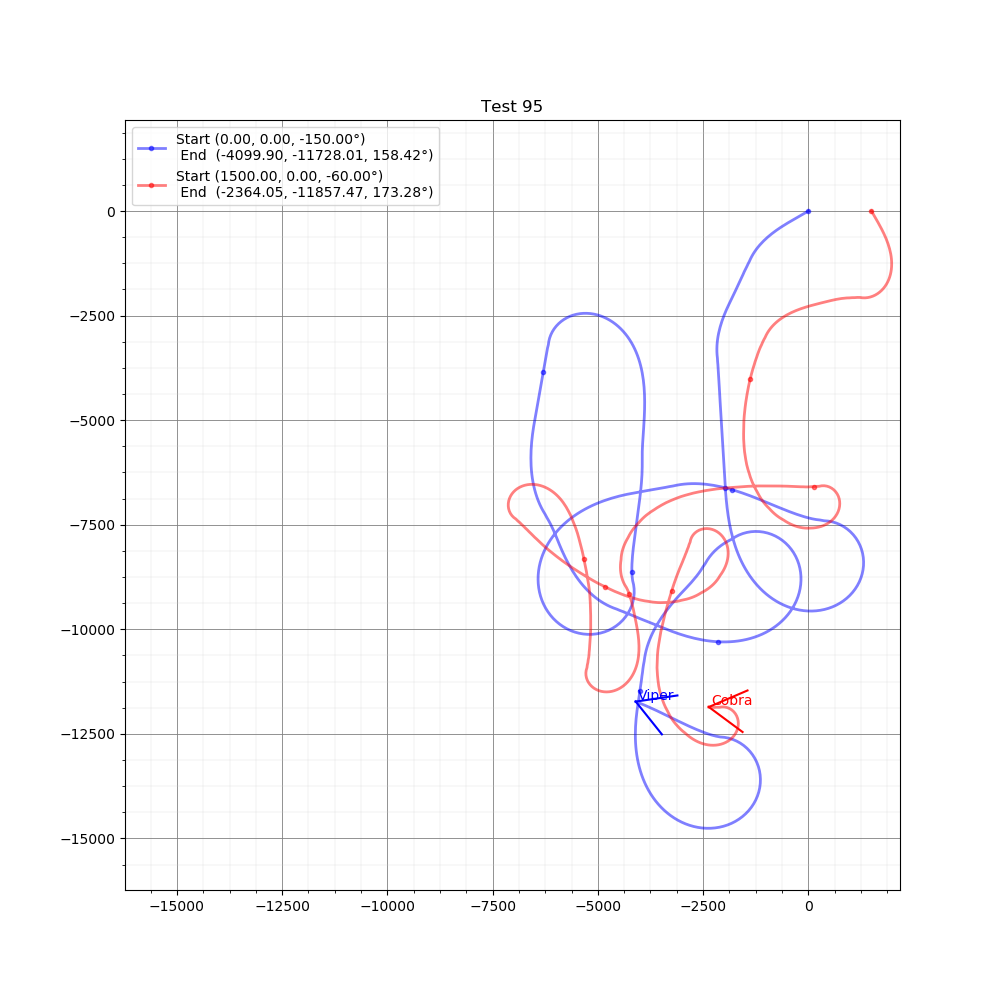 Test 95
Start (0.00, 0.00, -150.00°)
End (-4099.90, -11728.01, 158.42°)
Start (1500.00, 0.00, -60.00°)
End (-2364.05, -11857.47, 173.28°)
0
−2500
−5000
−7500
−10000
−12500
−15000
Viper
Cobra
−15000 −12500 −10000 −7500 −5000 −2500 0